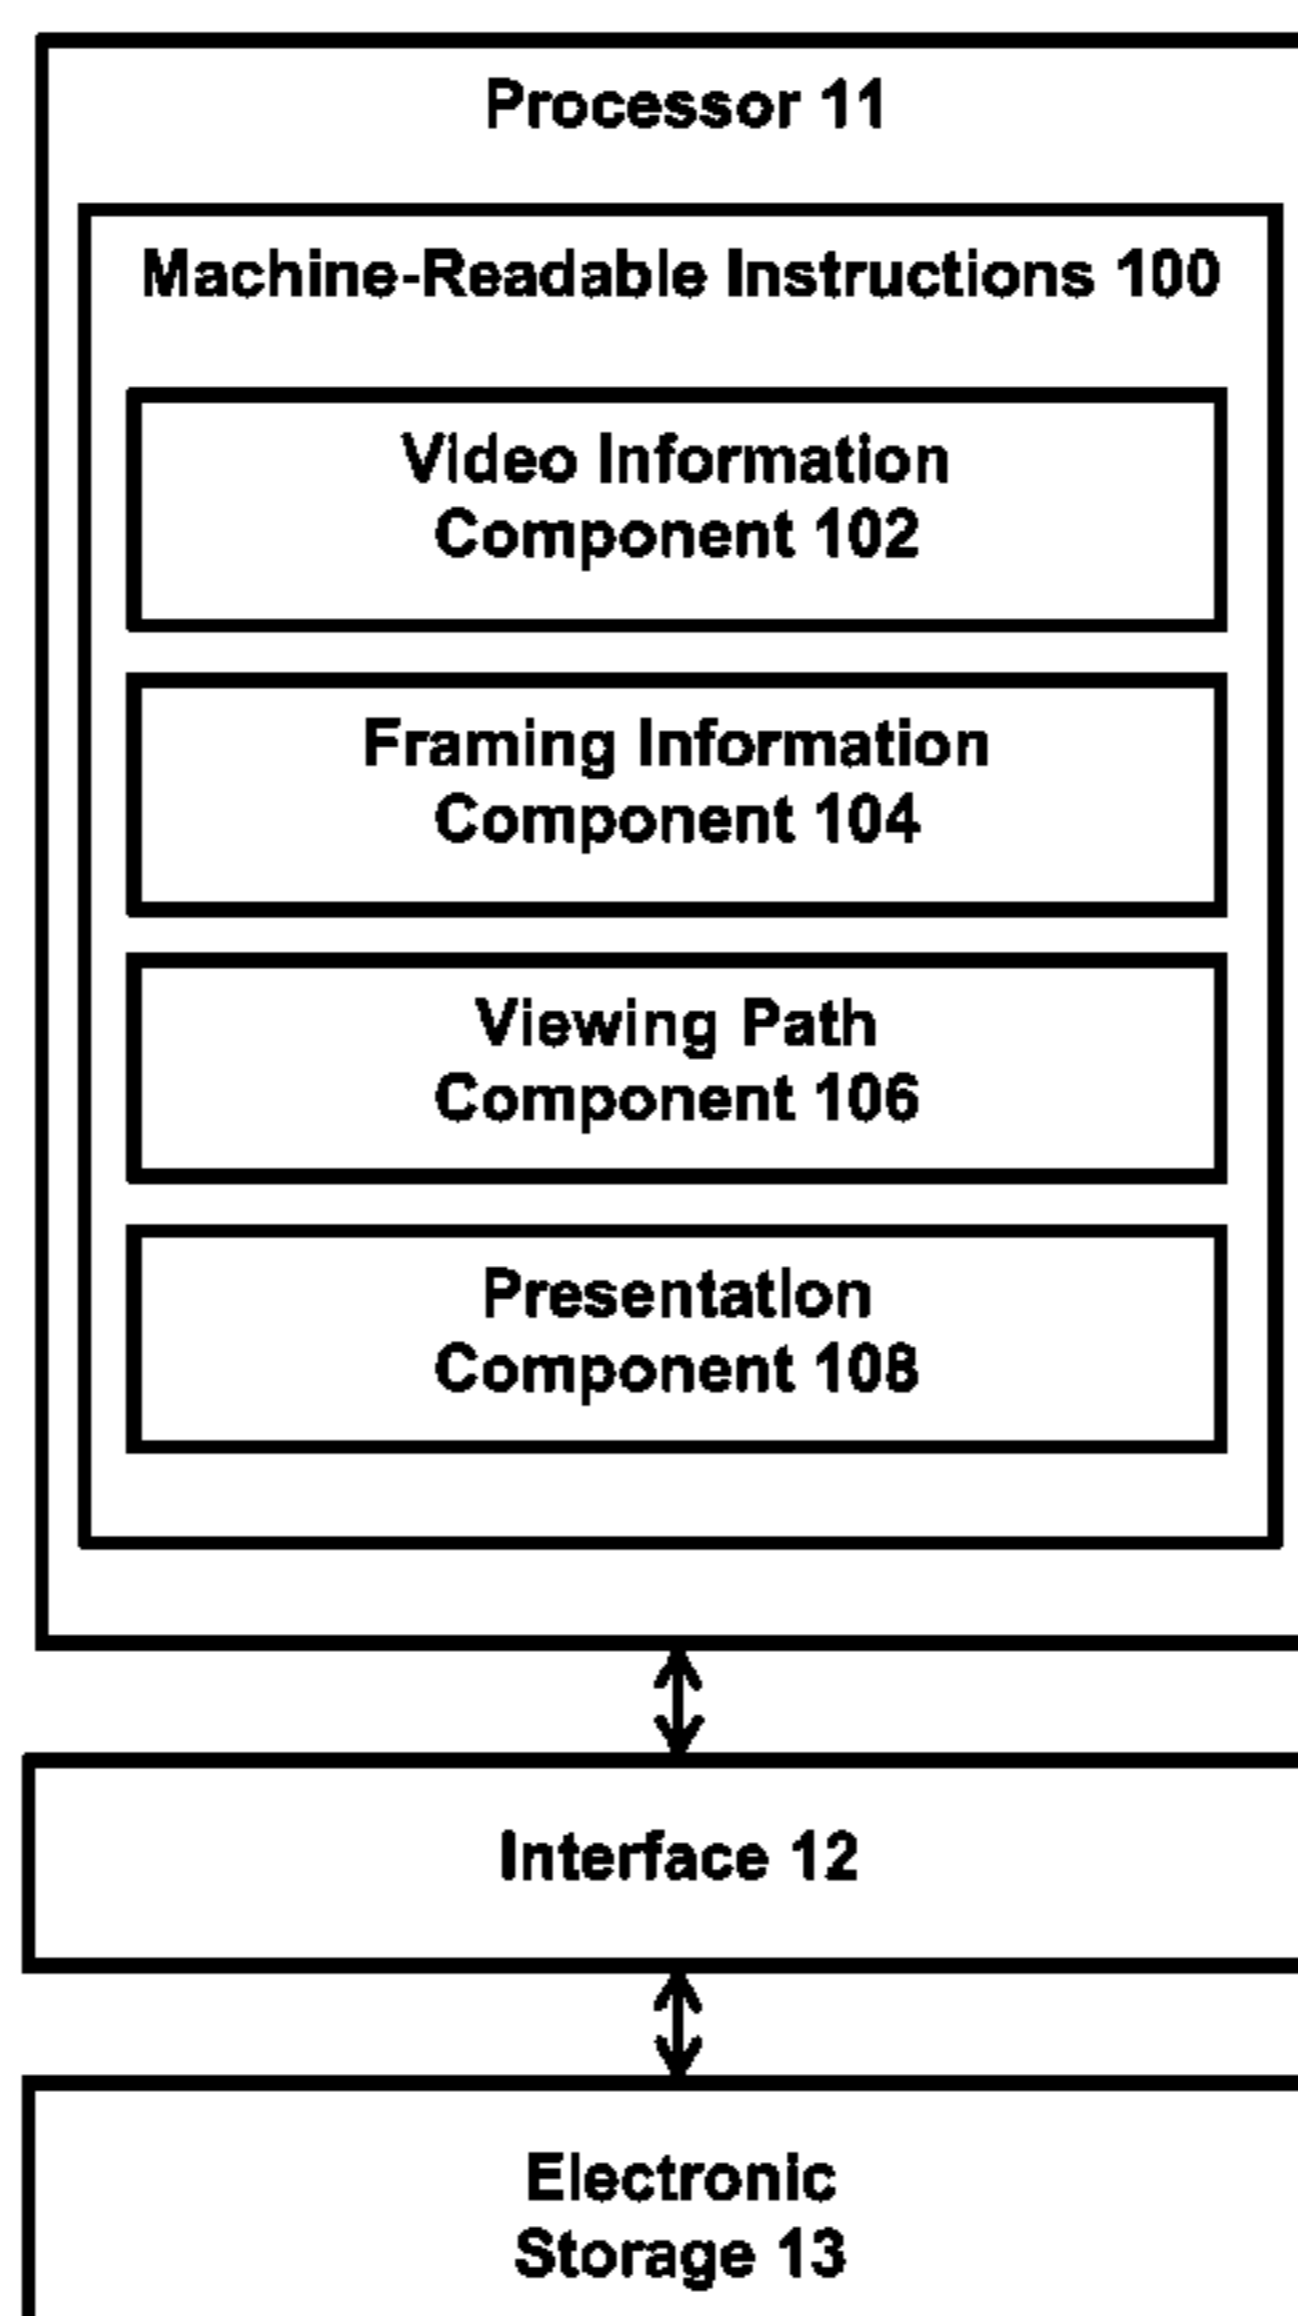 Processor 11
Machine-Readable Instructions 100
Video Information
Component 102
Framing Information
Component 104
Viewing Path
Component 106
Presentation
Component 108
Interface 12
Electronic
Storage 13